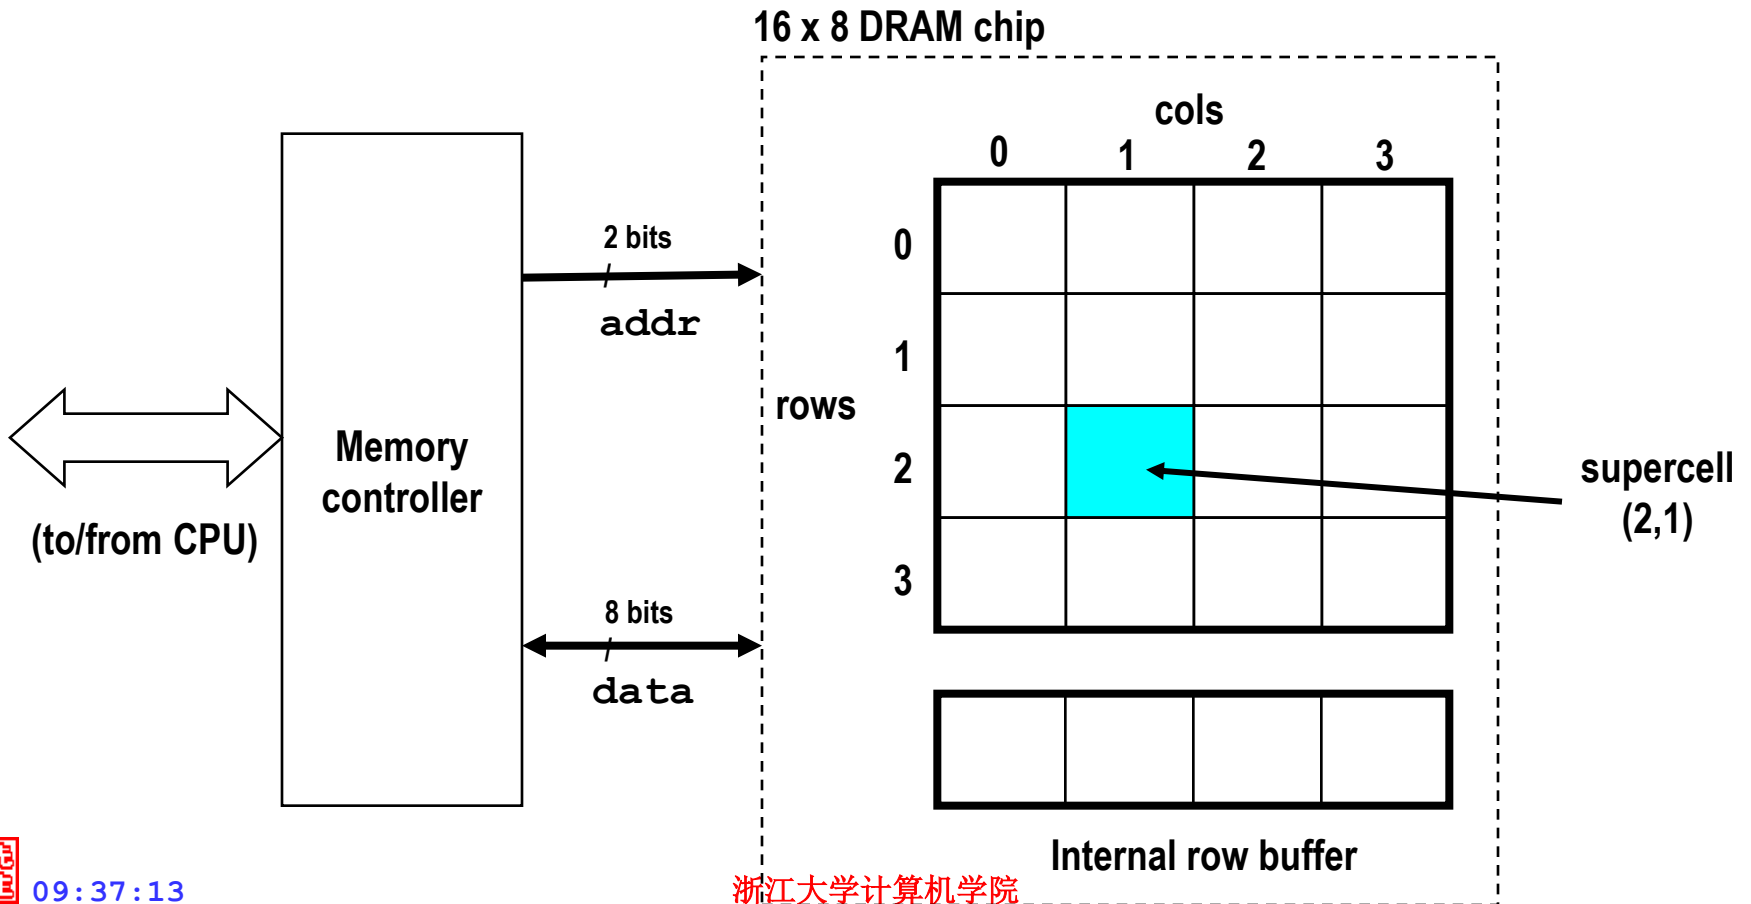 16 x 8 DRAM chip
cols
0 1 2 3
2 bits
addr
0
1
rows
2
3
Memory
controller
(to/from CPU)
supercell
(2,1)
8 bits
data
Internal row buffer
09:37:13
浙江大学计算机学院